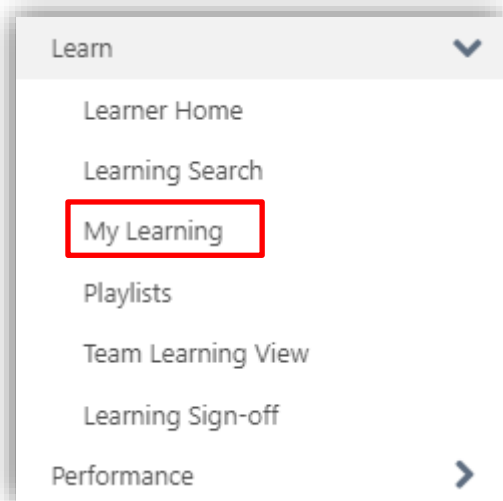 Learn
Learner Home
Learning Search
My Learning
Playlists
Team Learning View
Learning Sign-off
Performance